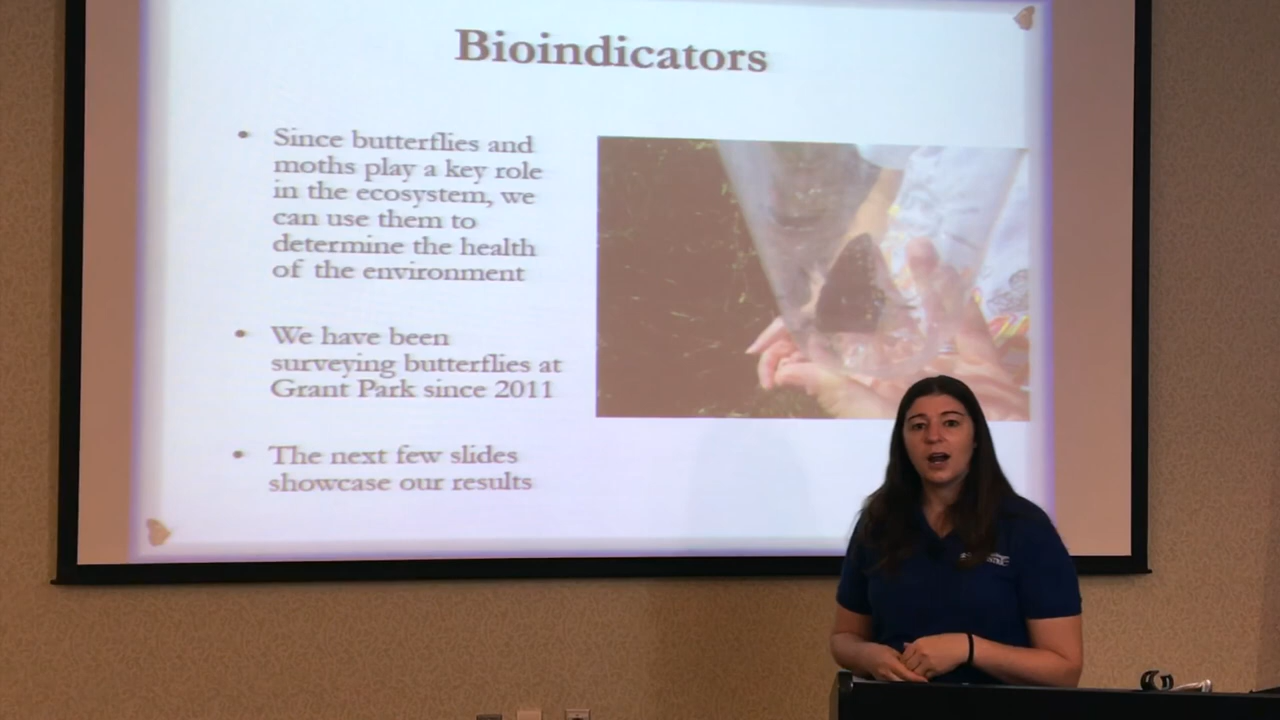 Bioindicators
• Since butterflies and
moths play a key role
in the ecosystem, we
can use them to
determine the health
of the environment
• We have been
surveying butterflies at
Grant Park since 2011
• The next few slides
showcase our results